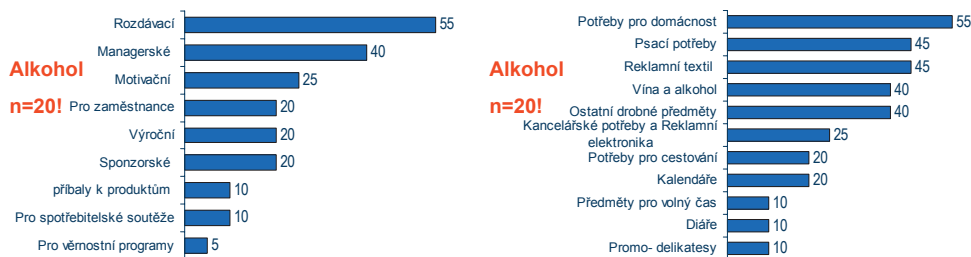 Rozdávací 55
Managerské 40
Alkohol
Motivační 25
n=20!
Pro zaměstnance 20
Výroční 20
Sponzorské 20
příbaly k produktům 10
Pro spotřebitelské soutěže 10
Pro věrnostní programy 5
Potřeby pro domácnost 55
Psací potřeby 45
Alkohol
Reklamní textil 45
Vína a alkohol 40
n=20!
Ostatní drobné předměty 40
Kancelářské potřeby a Reklamní
elektronika 25
Potřeby pro cestování 20
Kalendáře 20
Předměty pro volný čas 10
Diáře 10
Promo- delikatesy 10